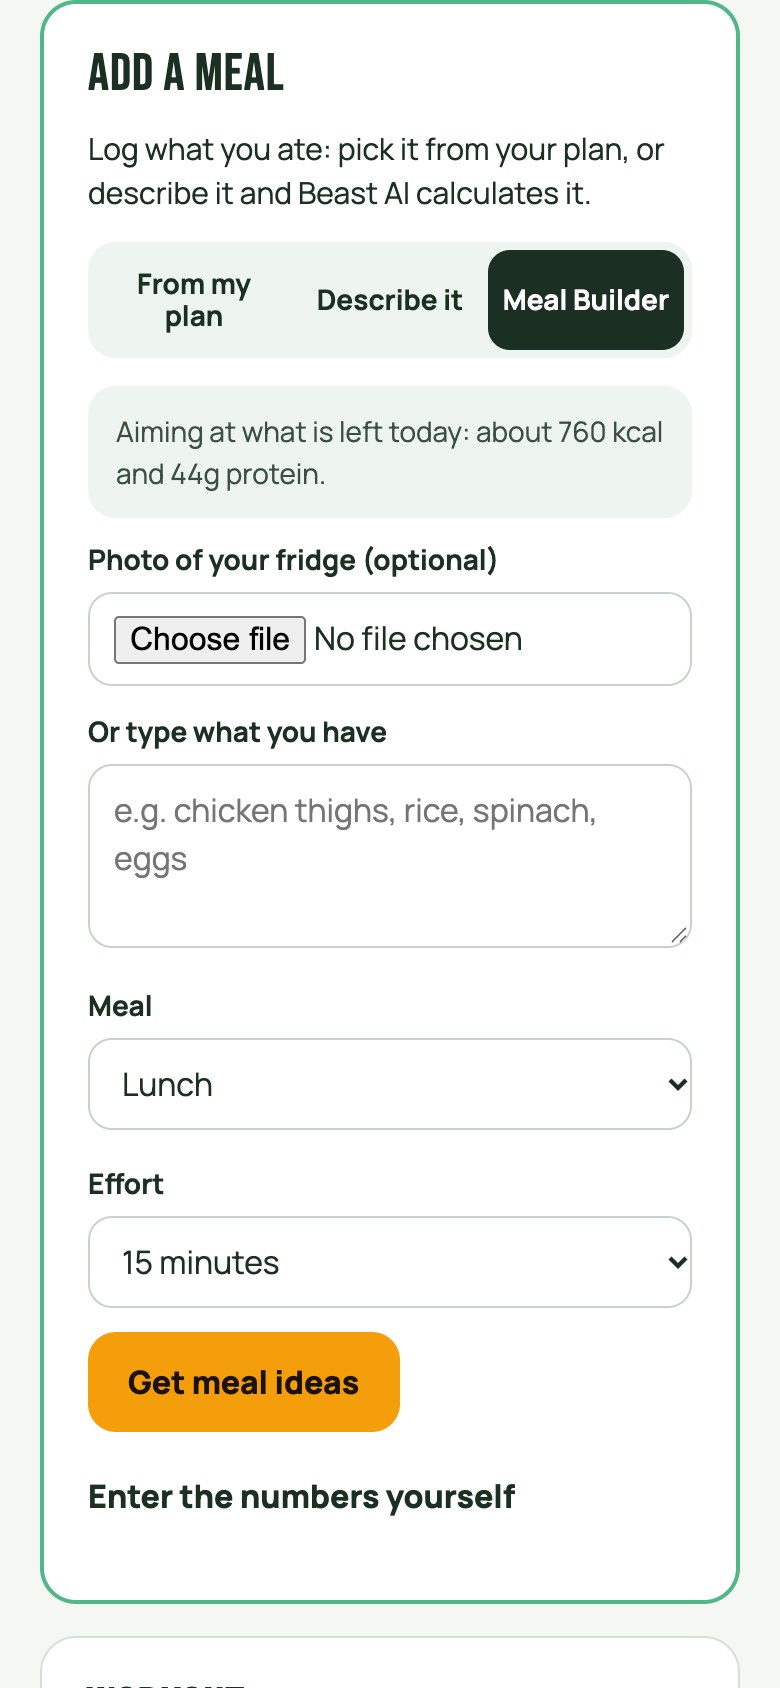 ADD A MEAL
Log what you ate: pick it from your plan, or
describe it and Beast AI calculates it.
From my
plan
Describe it
Meal Builder
Aiming at what is left today: about 760 kcal
and 44g protein.
Photo of your fridge (optional)
Choose file No file chosen
Or type what you have
e.g. chicken thighs, rice, spinach,
eggs
Meal
Lunch
Effort
15 minutes
Get meal ideas
Enter the numbers yourself